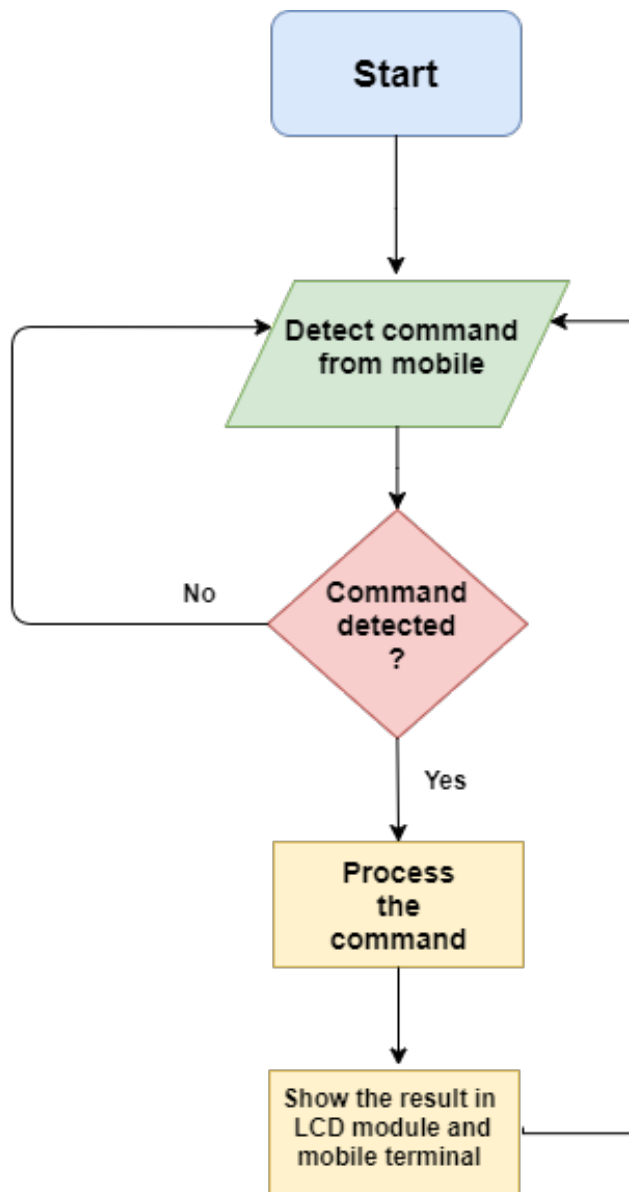 Start
Detect command
from mobile
Command
detected
?
No
Yes
Process
the
command
Show the result in
LCD module and
mobile terminal